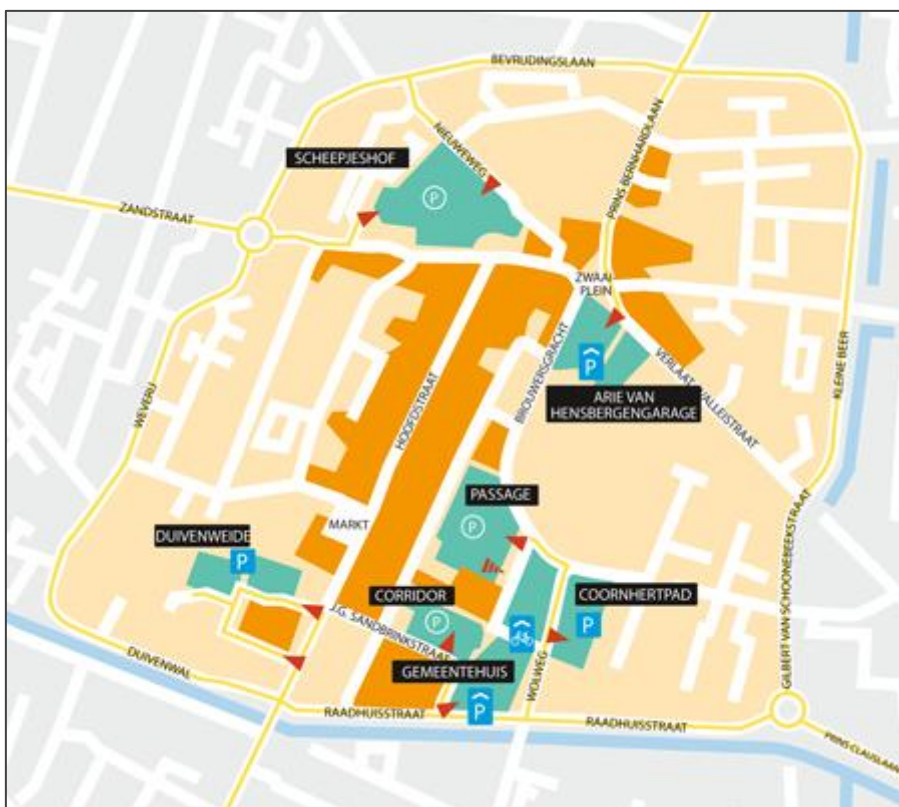 BEVRIJDINGSLAAN
NIEUWEWEG
PRINS BERNHARDLAAN
SCHEEPJESHOF
P
ZANDSTRAAT
ZWAAI
PLEIN
BROUWERSGRACHT
P
VERLAAT
VALLEISTRAAT
KLEINE BEER
ARIE VAN
HENSBERGENGARAGE
WEVERIJ
HOOFDSTRAAT
PASSAGE
P
MARKT
DUIVENWEIDE
P
GILBERT VAN SCHOONEBEEKSTRAAT
CORRIDOR
P
COORNHERTPAD
P
J.G. SANDBRINKSTRAAT
GEMEENTEHUIS
P
WOLWEG
DUIVENWAL
RAADHUISSTRAAT
RAADHUISSTRAAT
PRINS CLAUSLAAN